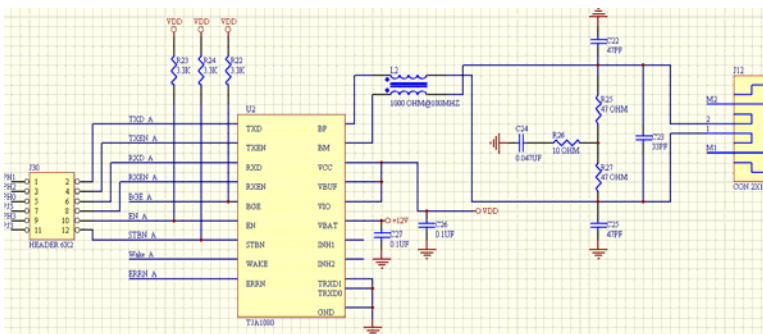 VDD VDD VDD
R23
3.3K
R24
3.3K
R22
3.3K
C22
47PF
L2
1000 OHM@100MHZ
J12
U2
TXD_A
TXEN_A
RXD_A
RXEN_A
BGE_A
EN_A
STBN_A
Wake_A
ERRN_A
TXD
TXEN
RXD
RXEN
BGE
EN
STBN
WAKE
ERRN
BP
BM
VCC
VBUF
VIO
VBAT
INH1
INH2
TRXD1
TRXD0
GND
TJA1080
J30
1 2
3 4
5 6
7 8
9 10
11 12
HEADER 6X2
R25
47 OHM
C24
0.047UF
R26
10 OHM
C23
33PF
R27
47 OHM
M2
2
1
M1
CON 2X1
+12V
VDD
C27
0.1UF
C26
0.1UF
C25
47PF